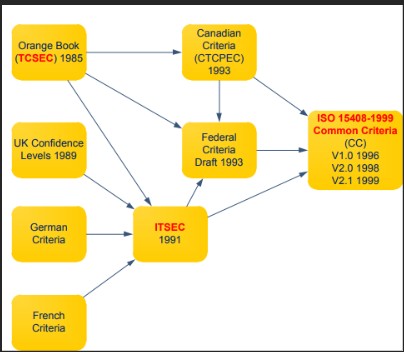 Orange Book
(TCSEC) 1985
Canadian
Criteria
(CTCPEC)
1993
UK Confidence
Levels 1989
Federal
Criteria
Draft 1993
ISO 15408-1999
Common Criteria
(CC)
V1.0 1996
V2.0 1998
V2.1 1999
German
Criteria
ITSEC
1991
French
Criteria